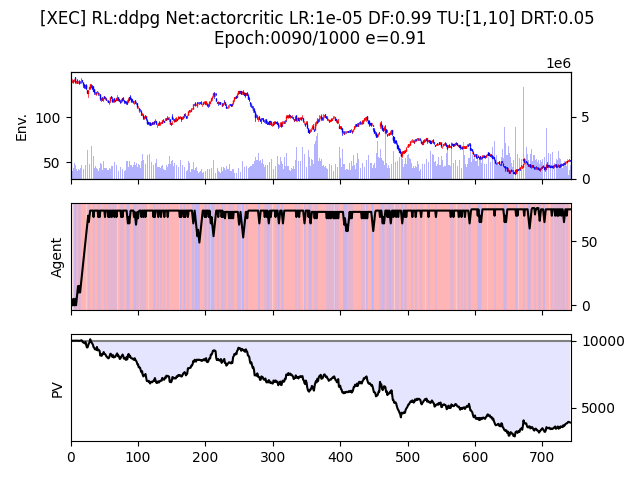 [XEC] RL:ddpg Net:actorcritic LR:1e-05 DF:0.99 TU:[1,10] DRT:0.05
Epoch:0090/1000 e=0.91
1e6
Env.
100
50
5
0
Agent
50
0
PV
10000
5000
0 100 200 300 400 500 600 700